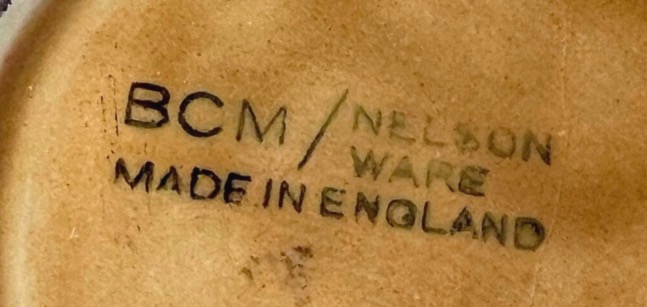 BCM / NELSON
WARE
MADE IN ENGLAND